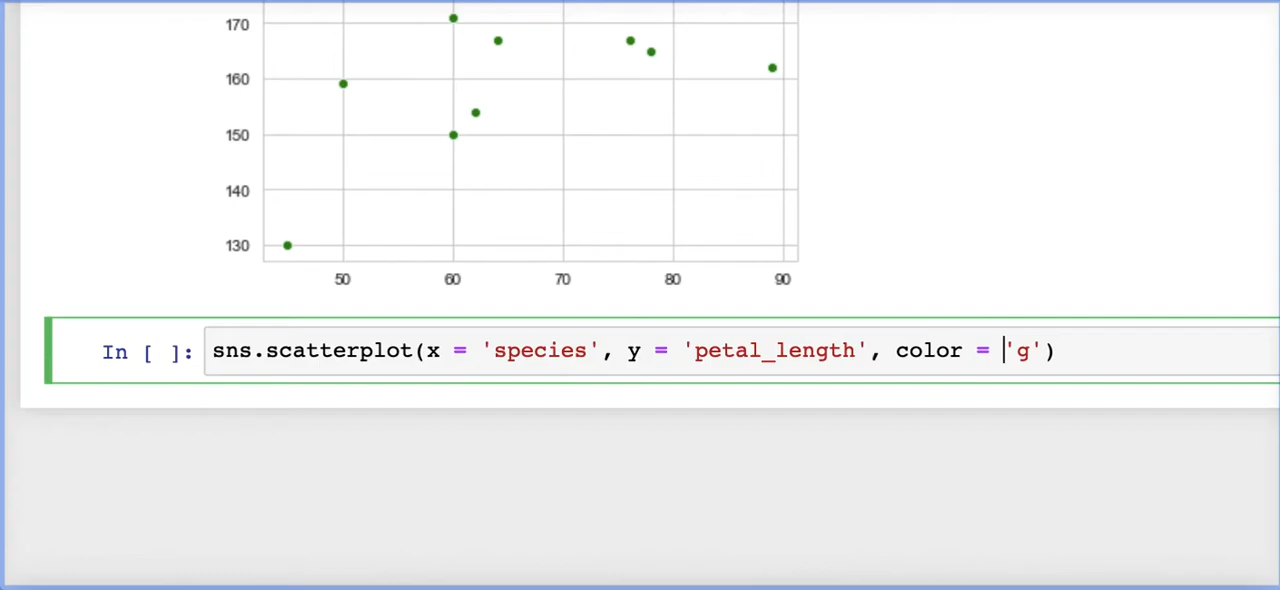 170
160
150
140
130
50 60 70 80 90
In [ ]: sns.scatterplot(x = 'species', y = 'petal_length', color = 'g')